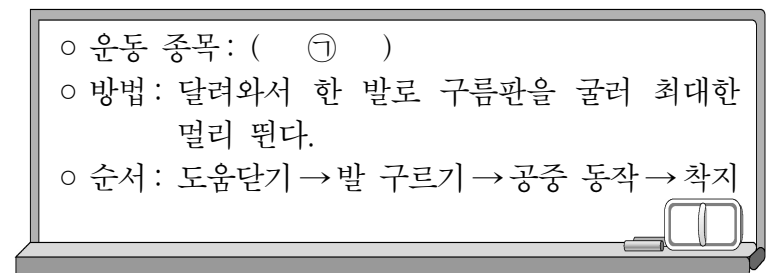 ○ 운동 종목: ( ㉠ )
○ 방법: 달려와서 한 발로 구름판을 굴러 최대한
멀리 뛴다.
○ 순서: 도움닫기→발 구르기→공중 동작→착지